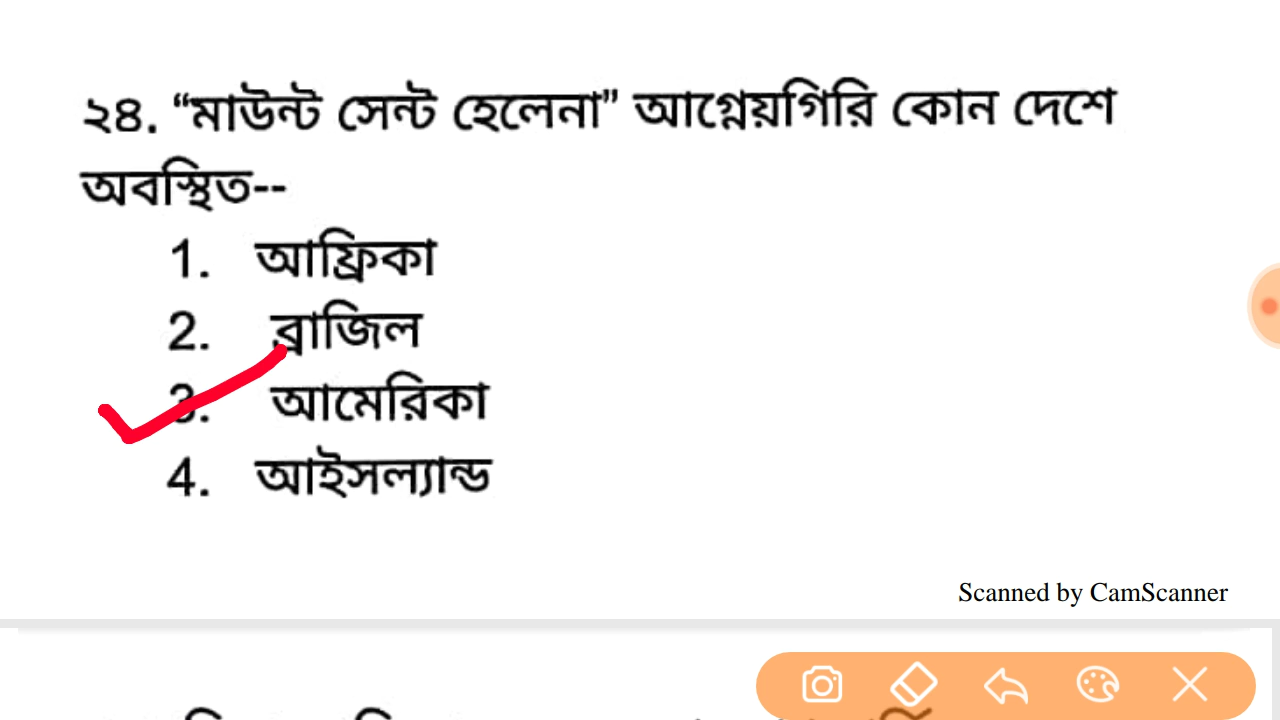 ২৪. “মাউন্ট সেন্ট হেলেনা” আগ্নেয়গিরি কোন দেশে
অবস্থিত--
1. আফ্রিকা
2. ব্রাজিল
3. আমেরিকা
4. আইসল্যান্ড
Scanned by CamScanner